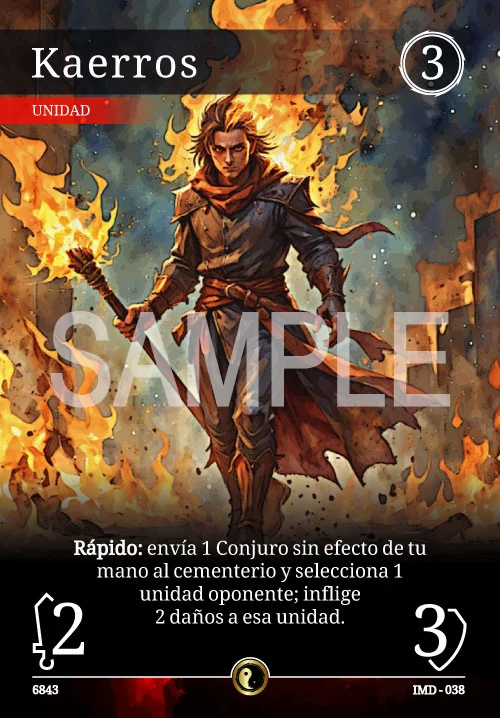 Kaerros
3
UNIDAD
SAMPLE
Rápido: envía 1 Conjuro sin efecto de tu
mano al cementerio y selecciona 1
unidad oponente; inflige
2 daños a esa unidad.
2
3
6843
IMD - 038